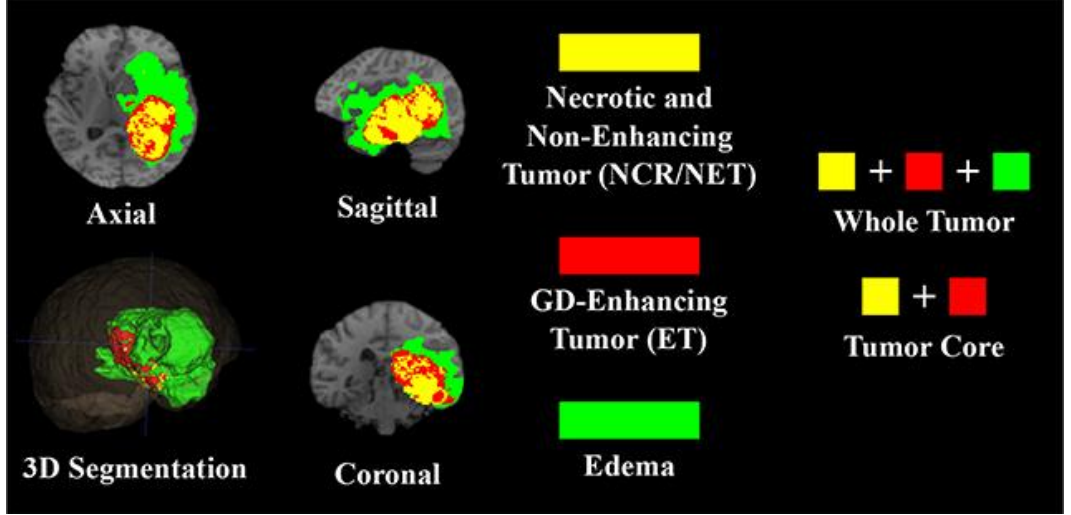 Axial
Sagittal
3D Segmentation
Coronal
Necrotic and
Non-Enhancing
Tumor (NCR/NET)
GD-Enhancing
Tumor (ET)
Edema
+ +
Whole Tumor
+
Tumor Core